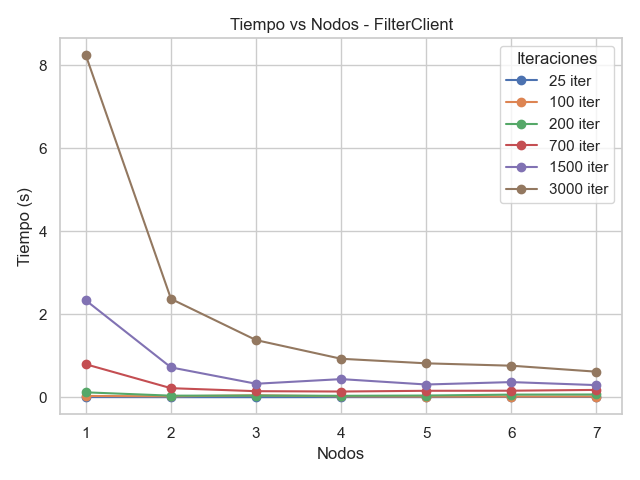 Tiempo vs Nodos - FilterClient
Iteraciones
25 iter
100 iter
200 iter
700 iter
1500 iter
3000 iter
Tiempo (s)
8
6
4
2
0
1 2 3 4 5 6 7
Nodos